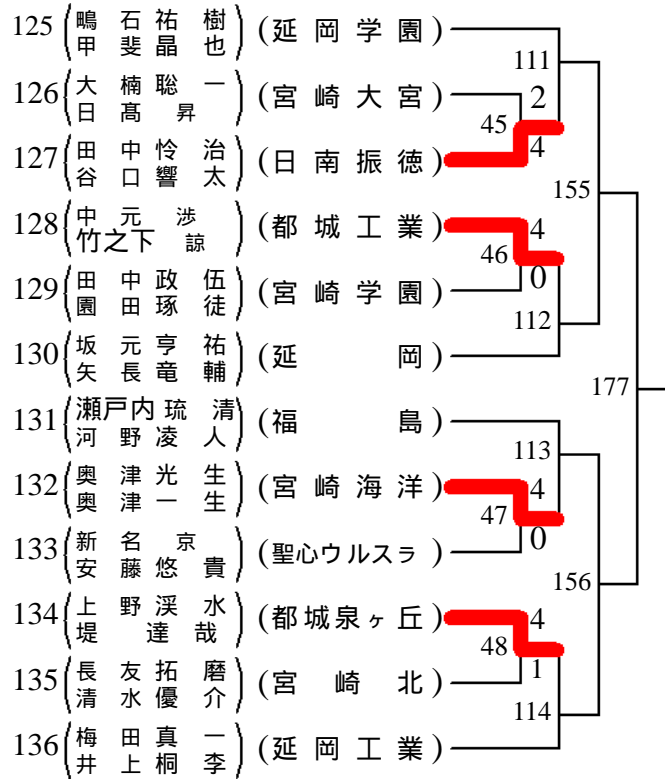 125 鴫石祐樹 (延岡学園)
甲斐晶也
111
126 大楠聡一 (宮崎大宮) 2
日髙昇
45
127 田中怜治 (日南振徳) 4
谷口響太
155
128 中元渉 (都城工業) 4
竹之下諒
46
129 田中政伍 (宮崎学園) 0
園田琢徒
112
130 坂元亨祐 (延岡)
矢長竜輔
177
131 瀬戸内琉清 (福島)
河野凌人
113
132 奥津光生 (宮崎海洋) 4
奥津一生
47
133 新名京 (聖心ウルスラ) 0
安藤悠貴
156
134 上野渓水 (都城泉ヶ丘) 4
堤達哉
48
135 長友拓磨 (宮崎北) 1
清水優介
114
136 梅田真一 (延岡工業)
井上桐李